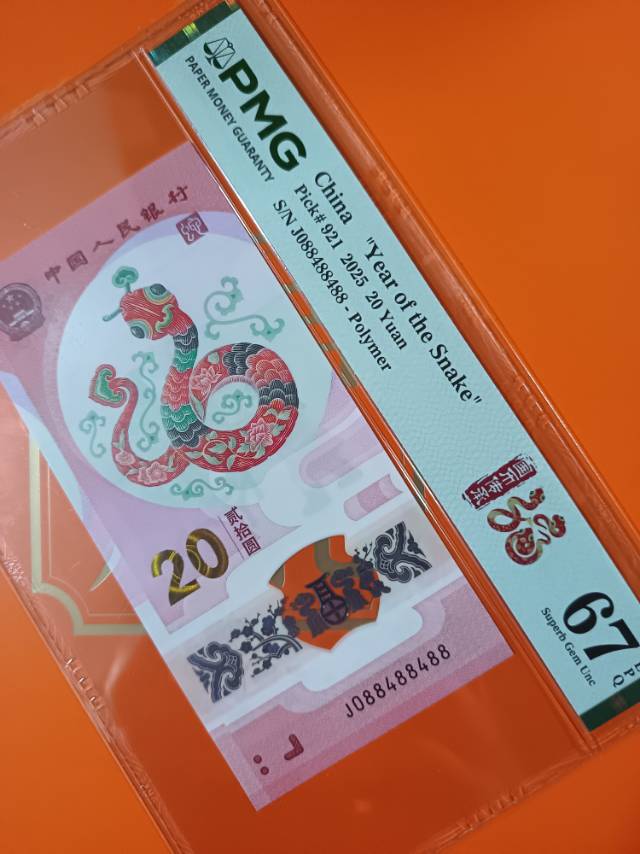 PMG
PAPER MONEY GUARANTY
China "Year of the Snake"
Pick# 921 2025 20 Yuan
S/N J088488488 - Polymer
67
Superb Gem Unc
中国人民银行
20
贰拾圆
J088488488